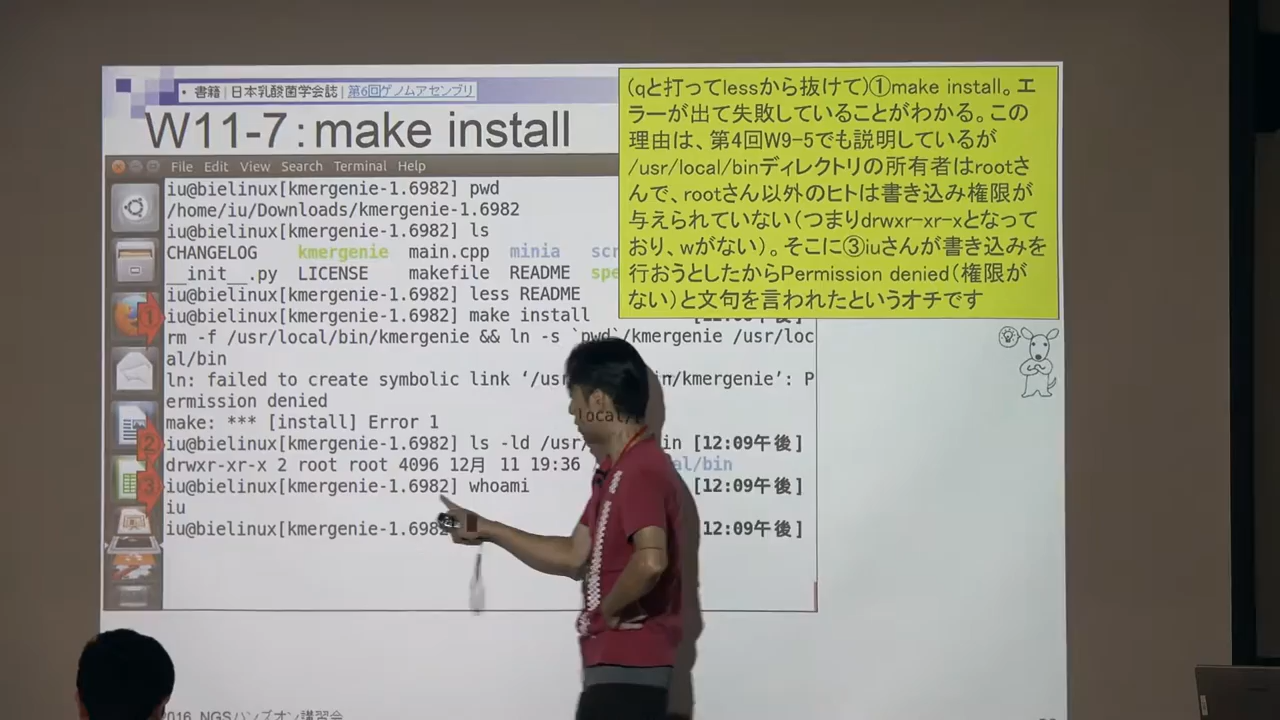 • 書籍 | 日本乳酸菌学会誌 | 第6回ゲノムアセンブリ
W11-7：make install
(qと打ってlessから抜けて)①make install。エ
ラーが出て失敗していることがわかる。この
理由は、第4回W9-5でも説明しているが
/usr/local/binディレクトリの所有者はrootさ
んで、rootさん以外のヒトは書き込み権限が
与えられていない(つまりdrwxr-xr-xとなって
おり、wがない)。そこに③iuさんが書き込みを
行おうとしたからPermission denied(権限が
ない)と文句を言われたというオチです
File Edit View Search Terminal Help
iu@bielinux[kmergenie-1.6982] pwd
/home/iu/Downloads/kmergenie-1.6982
iu@bielinux[kmergenie-1.6982] ls
CHANGELOG kmergenie main.cpp minia scr
__init__.py LICENSE makefile README spe
iu@bielinux[kmergenie-1.6982] less README
① iu@bielinux[kmergenie-1.6982] make install
rm -f /usr/local/bin/kmergenie && ln -s `pwd`/kmergenie /usr/loc
al/bin
ln: failed to create symbolic link ‘/usr in/kmergenie’: P
ermission denied
local/
make: *** [install] Error 1
② iu@bielinux[kmergenie-1.6982] ls -ld /usr/ in [12:09午後]
drwxr-xr-x 2 root root 4096 12月 11 19:36 al/bin
③ iu@bielinux[kmergenie-1.6982] whoami [12:09午後]
iu
iu@bielinux[kmergenie-1.6982 [12:09午後]
2016 NGSハンズオン講習会